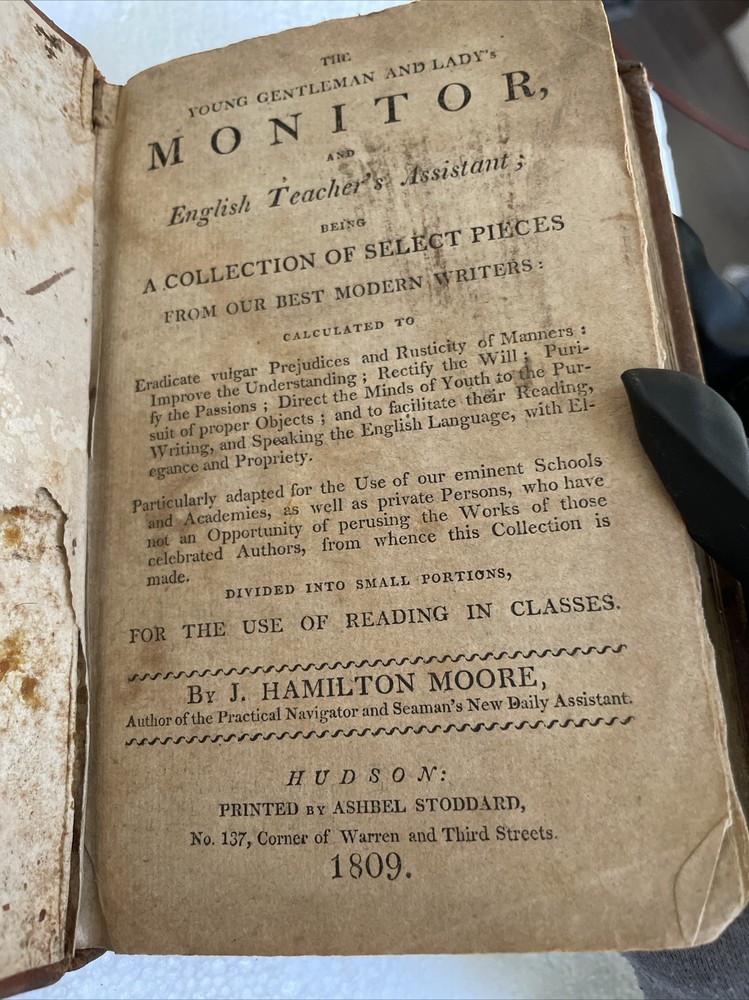 THE
YOUNG GENTLEMAN AND LADY's
MONITOR,
AND
English Teacher's Assistant;
BEING
A COLLECTION OF SELECT PIECES
FROM OUR BEST MODERN WRITERS:
CALCULATED TO
Eradicate vulgar Prejudices and Rusticity of Manners:
Improve the Understanding; Rectify the Will; Puri-
fy the Passions; Direct the Minds of Youth to the Pur-
suit of proper Objects; and to facilitate their Reading,
Writing, and Speaking the English Language, with El-
egance and Propriety.
Particularly adapted for the Use of our eminent Schools
and Academies, as well as private Persons, who have
not an Opportunity of perusing the Works of those
celebrated Authors, from whence this Collection is
made.
DIVIDED INTO SMALL PORTIONS,
FOR THE USE OF READING IN CLASSES.
By J. HAMILTON MOORE,
Author of the Practical Navigator and Seaman's New Daily Assistant.
HUDSON:
PRINTED BY ASHBEL STODDARD,
No. 137, Corner of Warren and Third Streets.
1809.